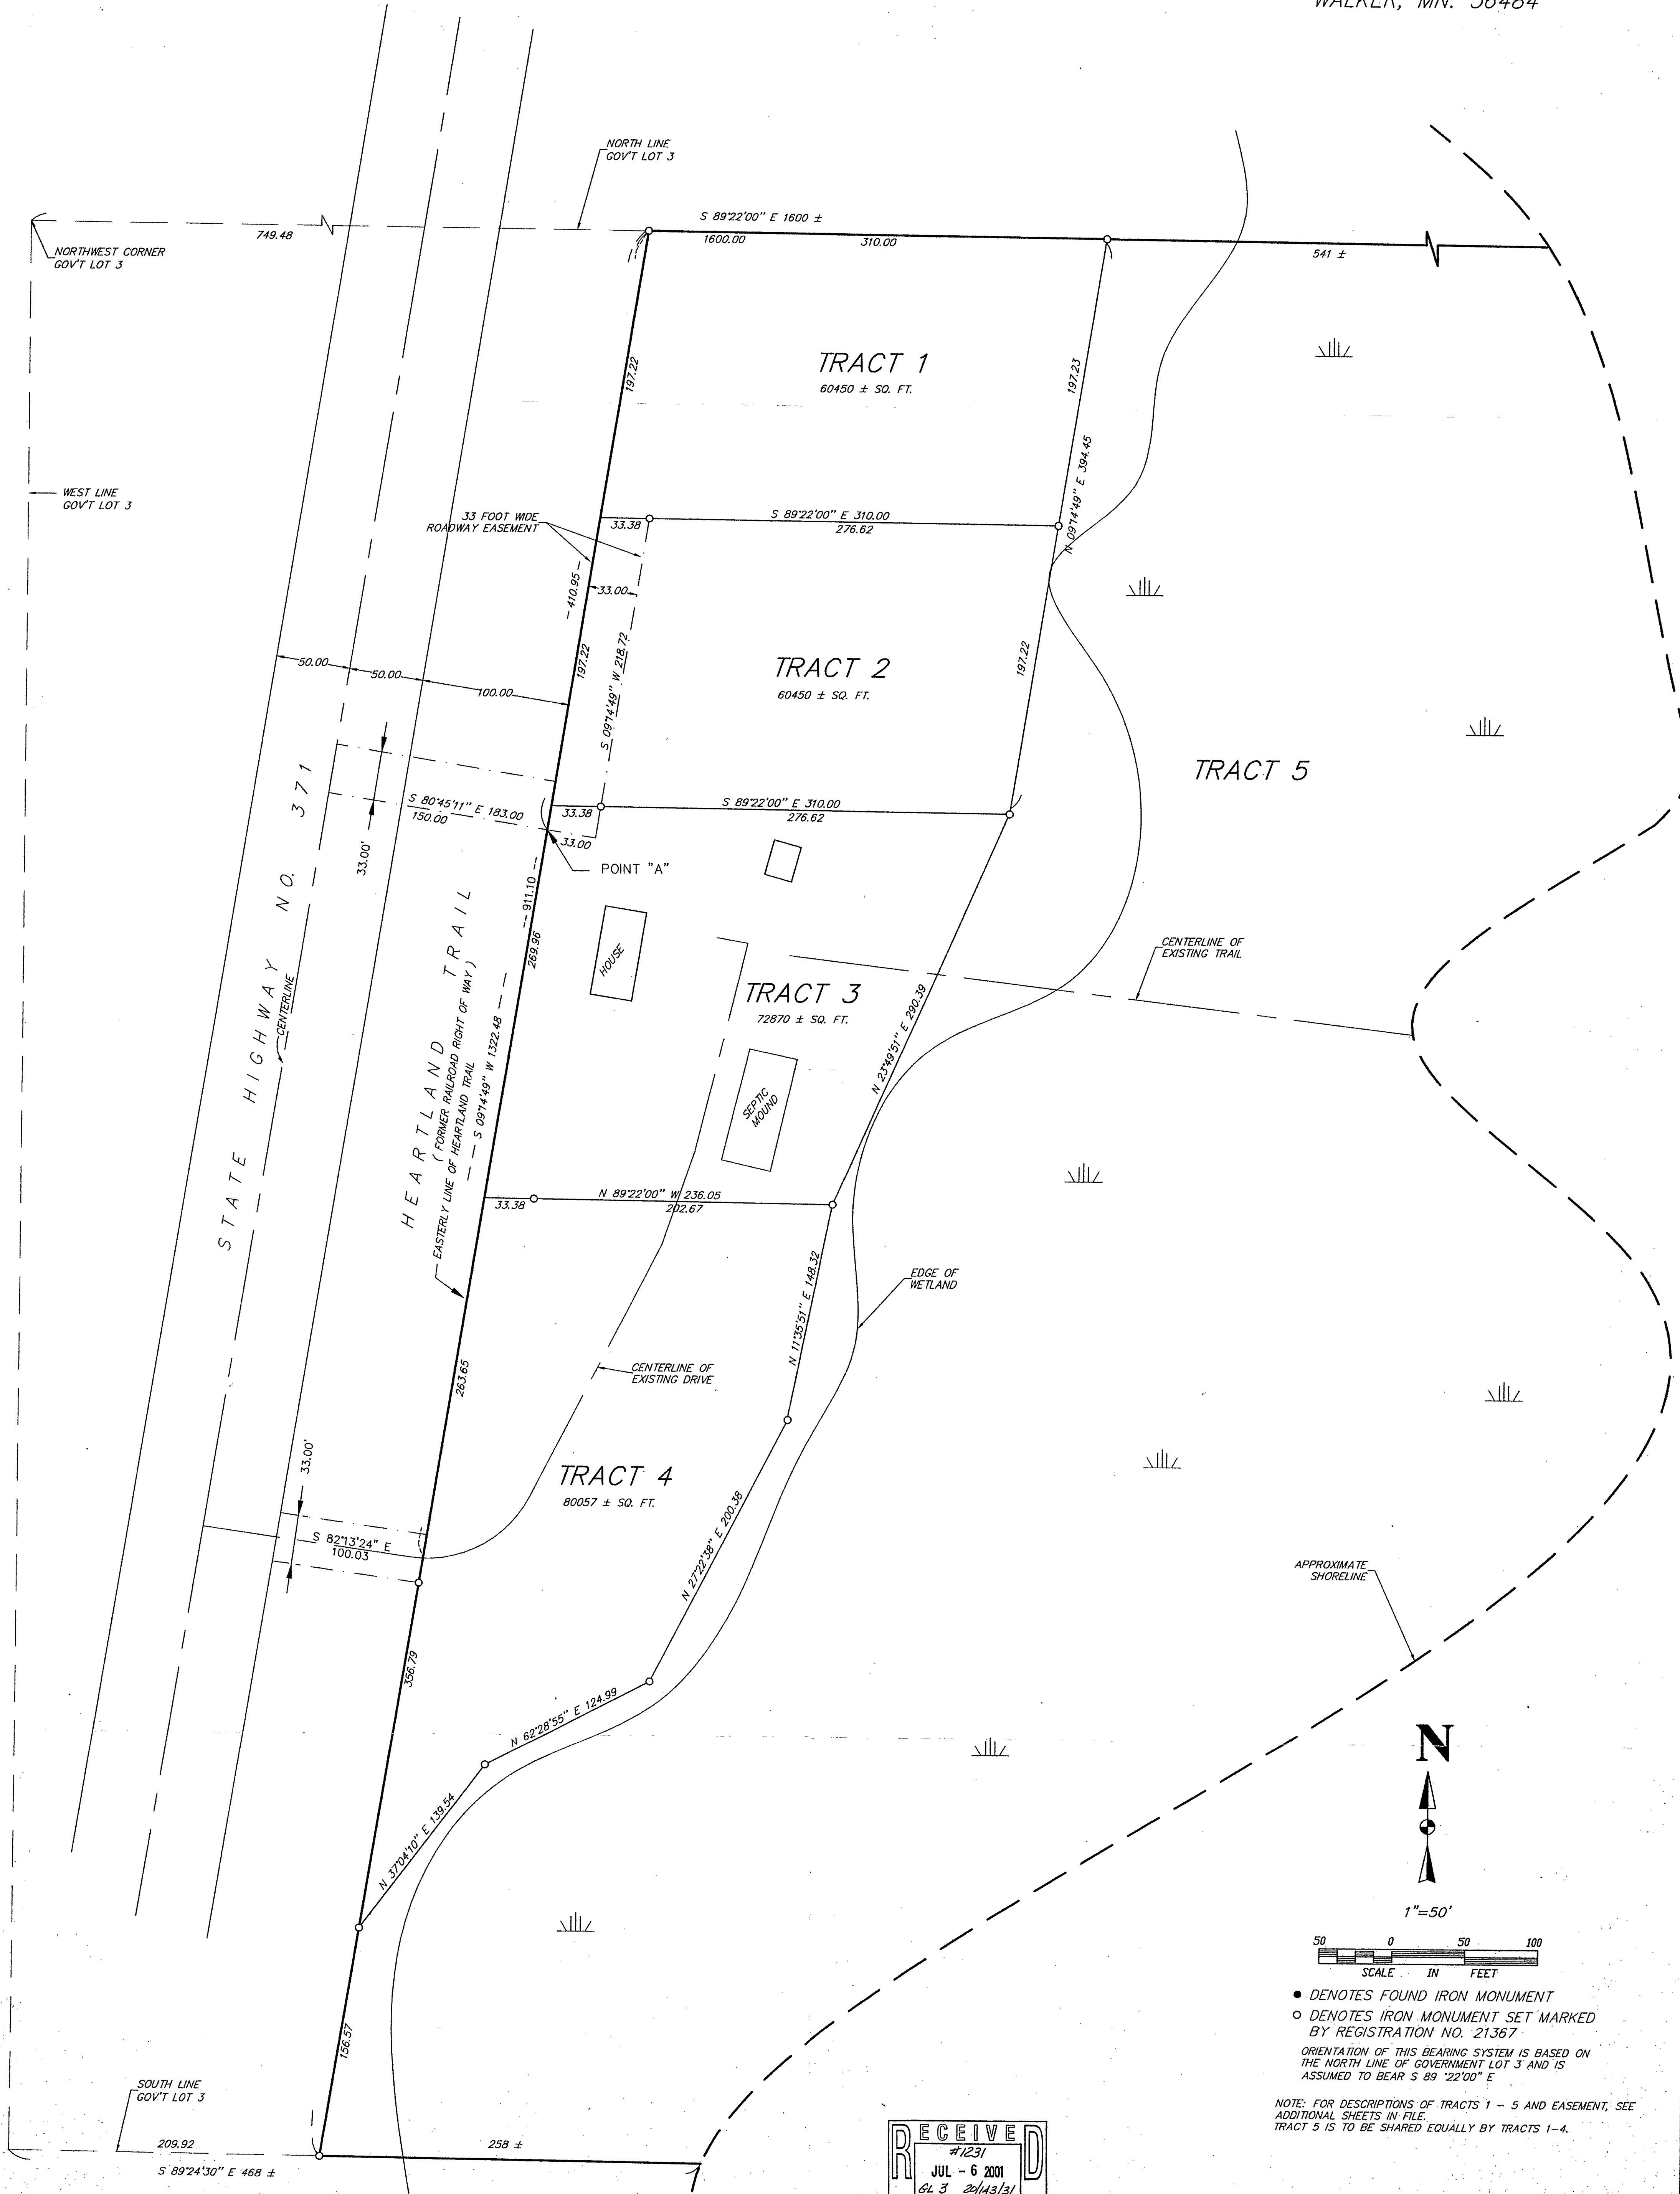 WALKER, MN. 56484
NORTH LINE
GOV'T LOT 3
S 89°22'00" E 1600 ±
749.48
1600.00
310.00
541 ±
NORTHWEST CORNER
GOV'T LOT 3
TRACT 1
60450 ± SQ. FT.
197.22
197.23
N 09°14'49" E 394.45
WEST LINE
GOV'T LOT 3
33 FOOT WIDE
ROADWAY EASEMENT
33.38
S 89°22'00" E 310.00
276.62
410.95
33.00
197.22
S 09°14'49" W 218.72
TRACT 2
60450 ± SQ. FT.
197.22
50.00
50.00
100.00
TRACT 5
S 80°45'11" E 183.00
150.00
33.00'
33.38
33.00
S 89°22'00" E 310.00
276.62
POINT "A"
911.10
269.96
HOUSE
CENTERLINE OF
EXISTING TRAIL
TRACT 3
72870 ± SQ. FT.
N 23°49'51" E 290.39
SEPTIC
MOUND
STATE HIGHWAY NO. 371
CENTERLINE
HEARTLAND TRAIL
( FORMER RAILROAD RIGHT OF WAY )
EASTERLY LINE OF HEARTLAND TRAIL
S 09°14'49" W 1322.48
33.38
N 89°22'00" W 236.05
202.67
N 11°35'51" E 148.32
EDGE OF
WETLAND
263.65
CENTERLINE OF
EXISTING DRIVE
TRACT 4
80057 ± SQ. FT.
33.00'
S 82°13'24" E
100.03
N 27°22'38" E 200.38
APPROXIMATE
SHORELINE
356.79
N 62°28'55" E 124.99
N 37°04'10" E 139.54
156.57
N
1"=50'
50 0 50 100
SCALE IN FEET
DENOTES FOUND IRON MONUMENT
DENOTES IRON MONUMENT SET MARKED
BY REGISTRATION NO. 21367
ORIENTATION OF THIS BEARING SYSTEM IS BASED ON
THE NORTH LINE OF GOVERNMENT LOT 3 AND IS
ASSUMED TO BEAR S 89 °22'00" E
NOTE: FOR DESCRIPTIONS OF TRACTS 1 - 5 AND EASEMENT, SEE
ADDITIONAL SHEETS IN FILE.
TRACT 5 IS TO BE SHARED EQUALLY BY TRACTS 1-4.
SOUTH LINE
GOV'T LOT 3
209.92
258 ±
S 89°24'30" E 468 ±
RECEIVED
#1231
JUL - 6 2001
GL 3 20/143/31